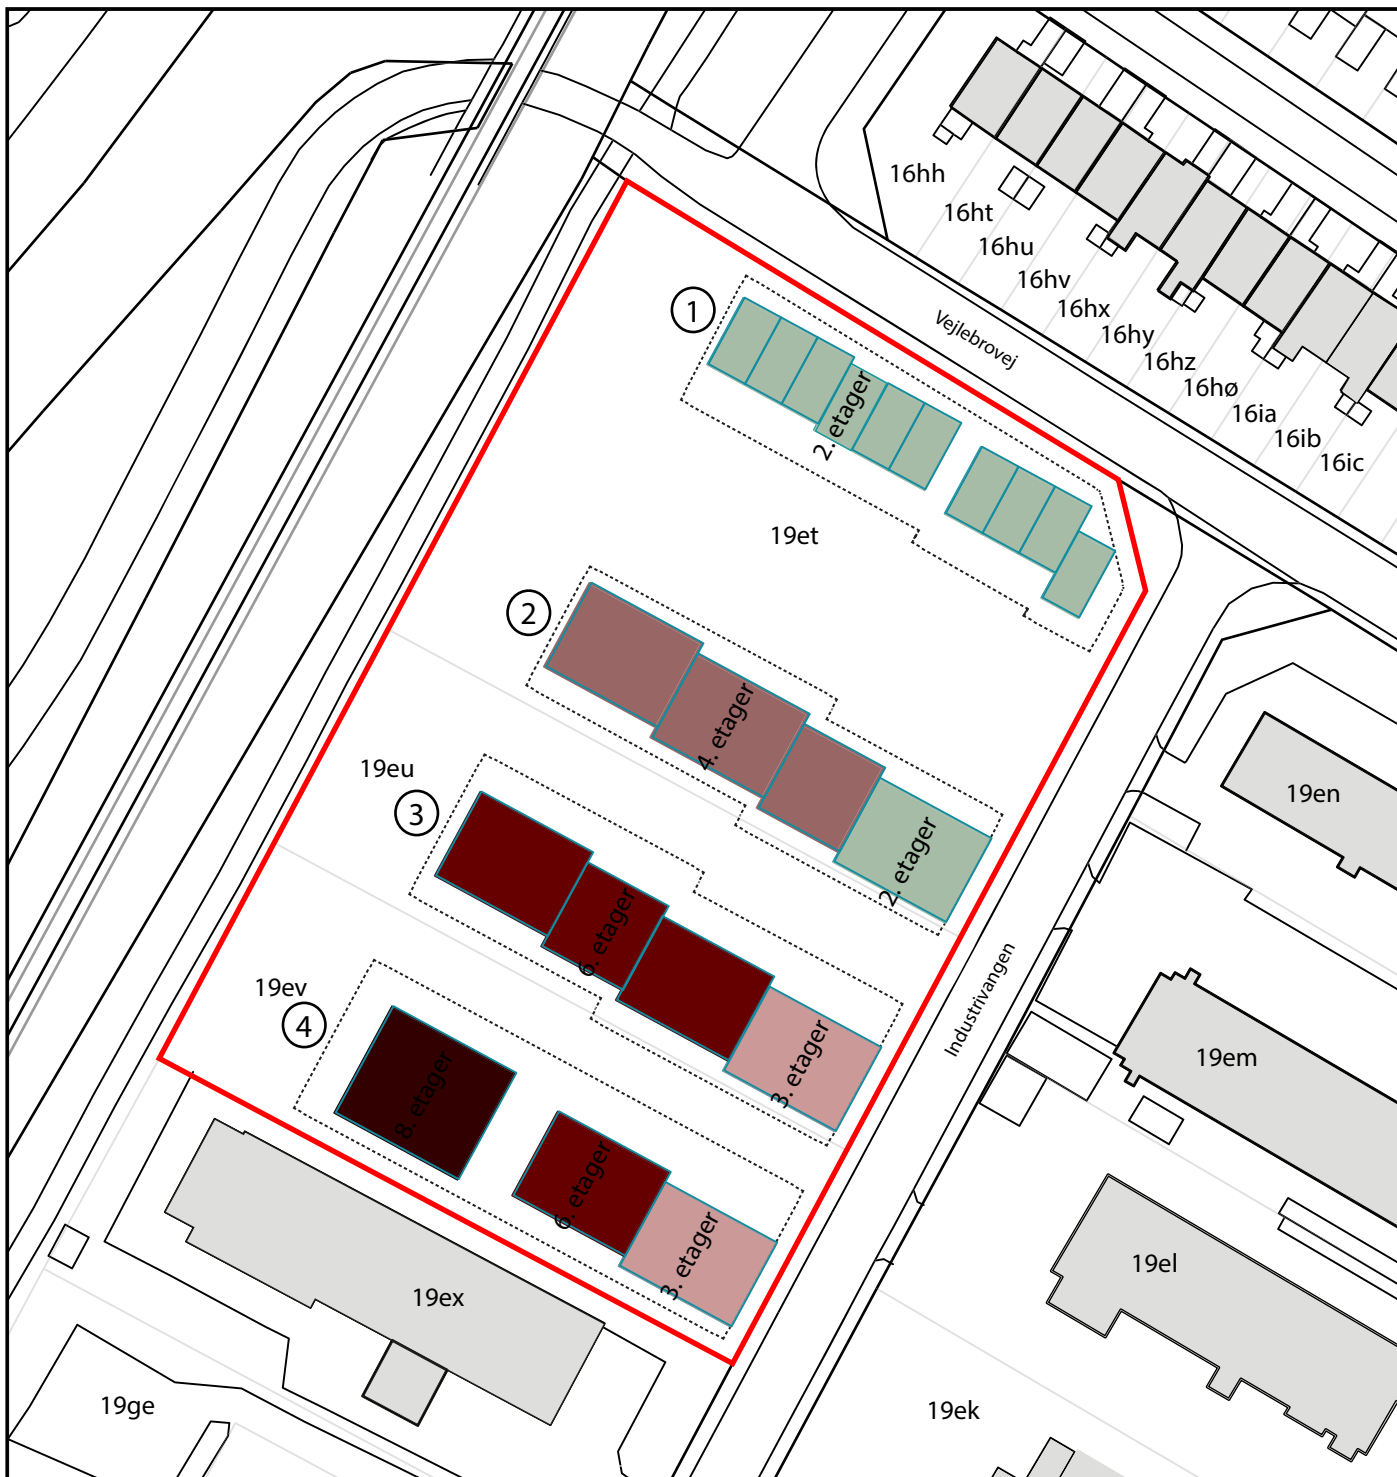 16hh
16ht
16hu
16hv
16hx
16hy
16hz
16hø
16ia
16ib
16ic
Vejlebrovej
1
2. etager
19et
2
4. etager
2. etager
19eu
3
6. etager
3. etager
19ev
4
8. etager
6. etager
3. etager
Industrivangen
19en
19em
19el
19ex
19ge
19ek